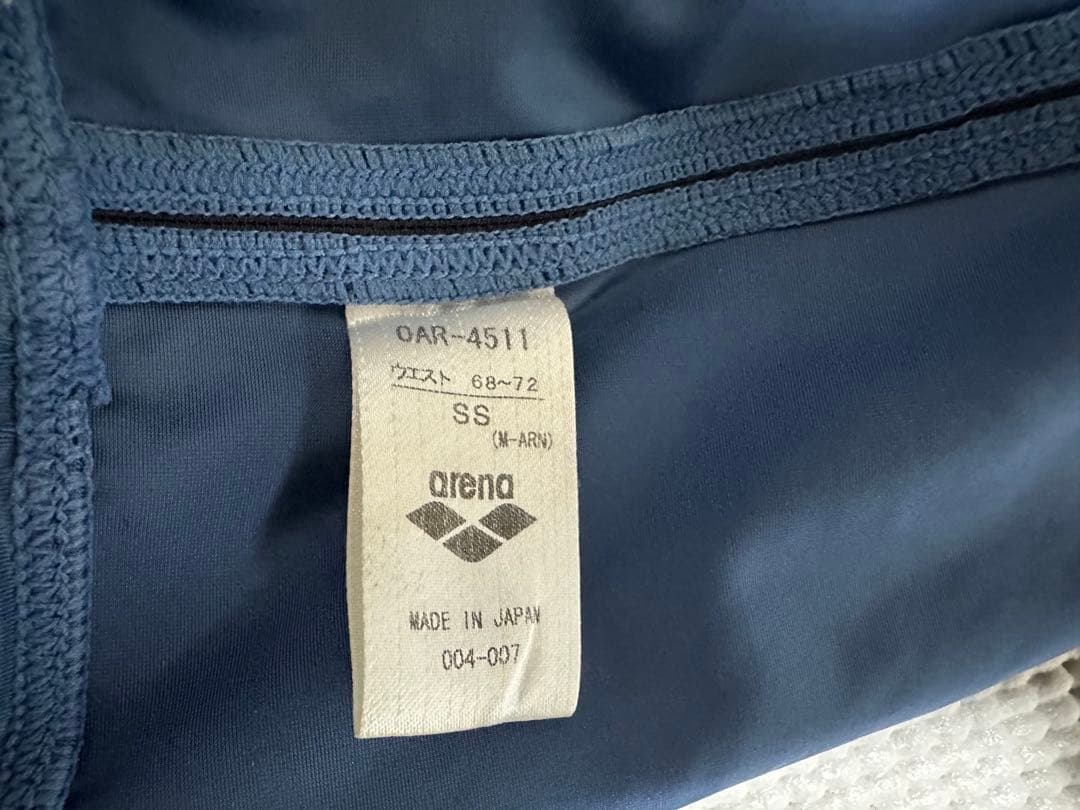 OAR-4511
ウエスト 68~72
SS
(M-ARN)
arena
MADE IN JAPAN
004-007